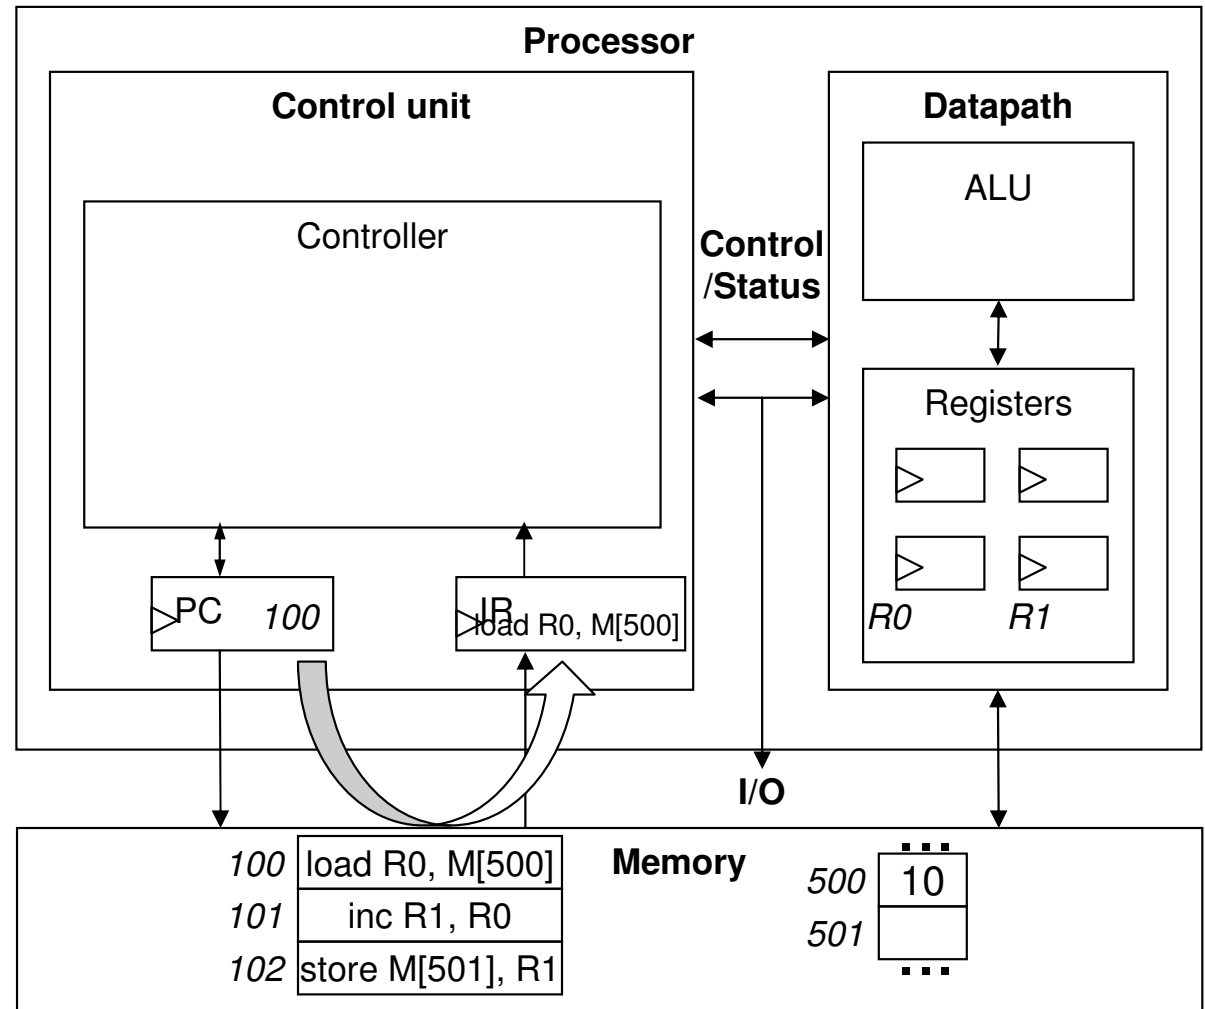 Processor
Control unit
Datapath
ALU
Controller
Control
/Status
Registers
PC 100
IR
load R0, M[500]
R0 R1
I/O
Memory
100 load R0, M[500]
101 inc R1, R0
102 store M[501], R1
500 10
501